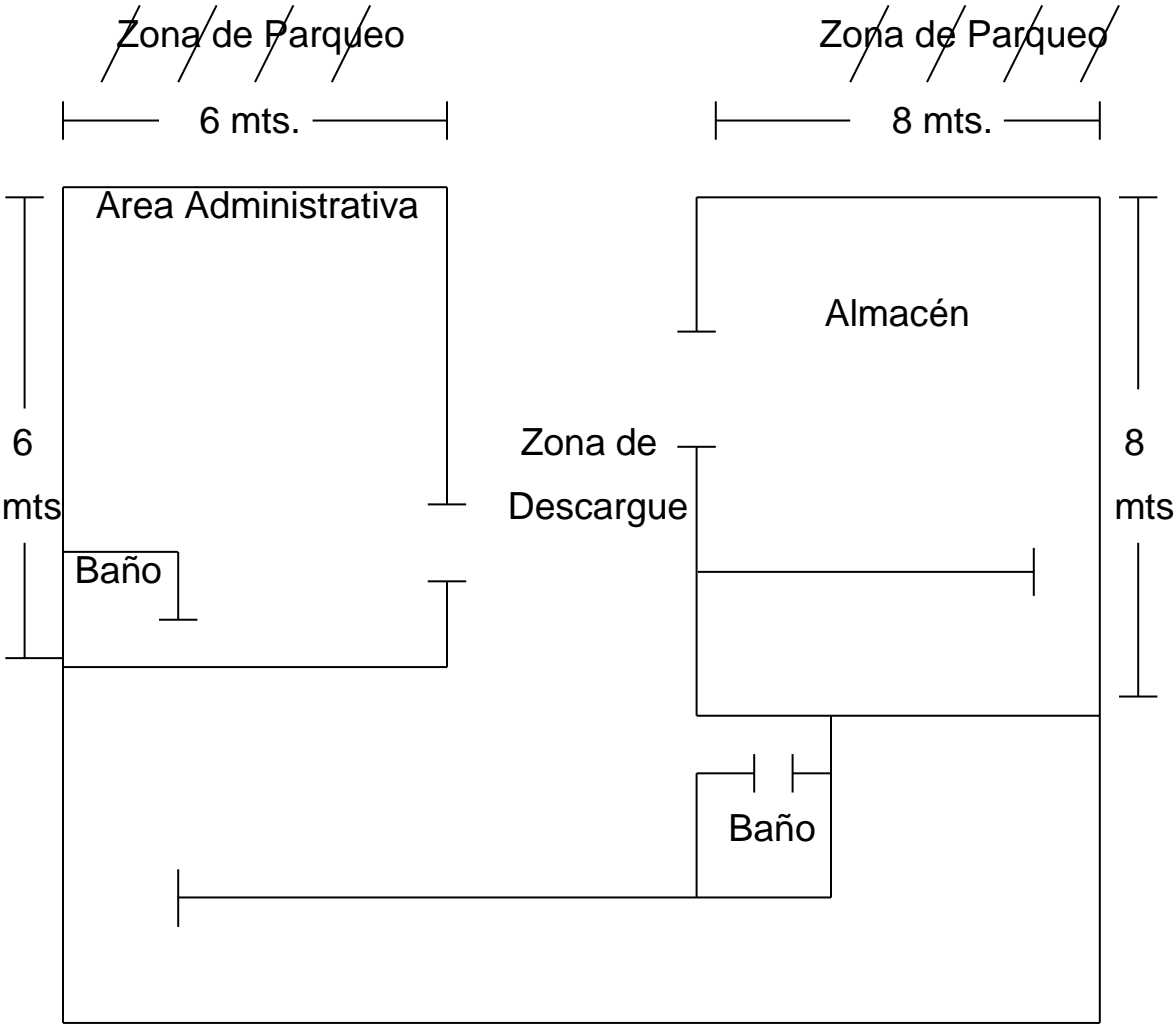 Zona de Parqueo
Zona de Parqueo
6 mts.
8 mts.
Area Administrativa
Almacén
6
mts
Zona de
Descargue
8
mts
Baño
Baño